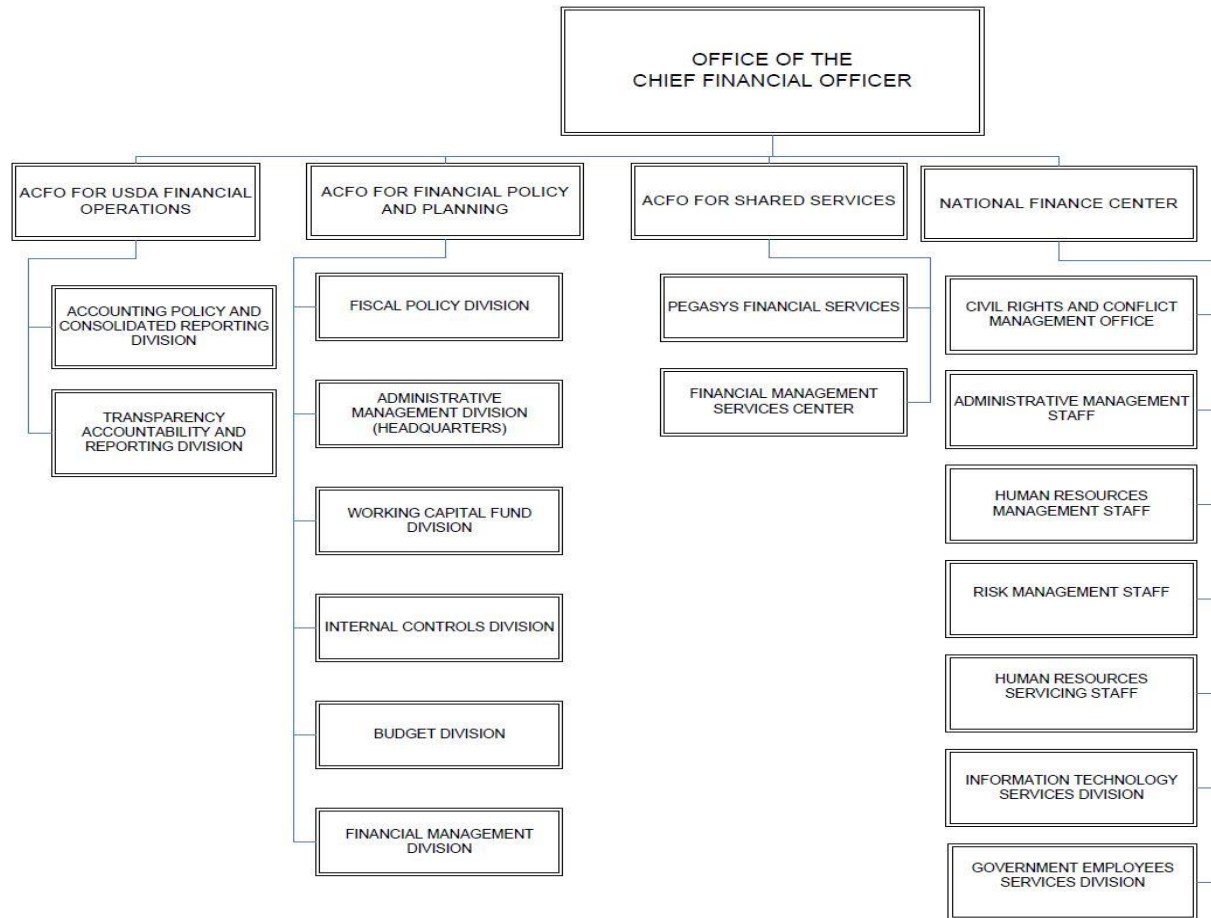 OFFICE OF THE
CHIEF FINANCIAL OFFICER
ACFO FOR USDA FINANCIAL
OPERATIONS
ACCOUNTING POLICY AND
CONSOLIDATED REPORTING
DIVISION
TRANSPARENCY
ACCOUNTABILITY AND
REPORTING DIVISION
ACFO FOR FINANCIAL POLICY
AND PLANNING
FISCAL POLICY DIVISION
ADMINISTRATIVE
MANAGEMENT DIVISION
(HEADQUARTERS)
WORKING CAPITAL FUND
DIVISION
INTERNAL CONTROLS DIVISION
BUDGET DIVISION
FINANCIAL MANAGEMENT
DIVISION
ACFO FOR SHARED SERVICES
PEGASYS FINANCIAL SERVICES
FINANCIAL MANAGEMENT
SERVICES CENTER
NATIONAL FINANCE CENTER
CIVIL RIGHTS AND CONFLICT
MANAGEMENT OFFICE
ADMINISTRATIVE MANAGEMENT
STAFF
HUMAN RESOURCES
MANAGEMENT STAFF
RISK MANAGEMENT STAFF
HUMAN RESOURCES
SERVICING STAFF
INFORMATION TECHNOLOGY
SERVICES DIVISION
GOVERNMENT EMPLOYEES
SERVICES DIVISION